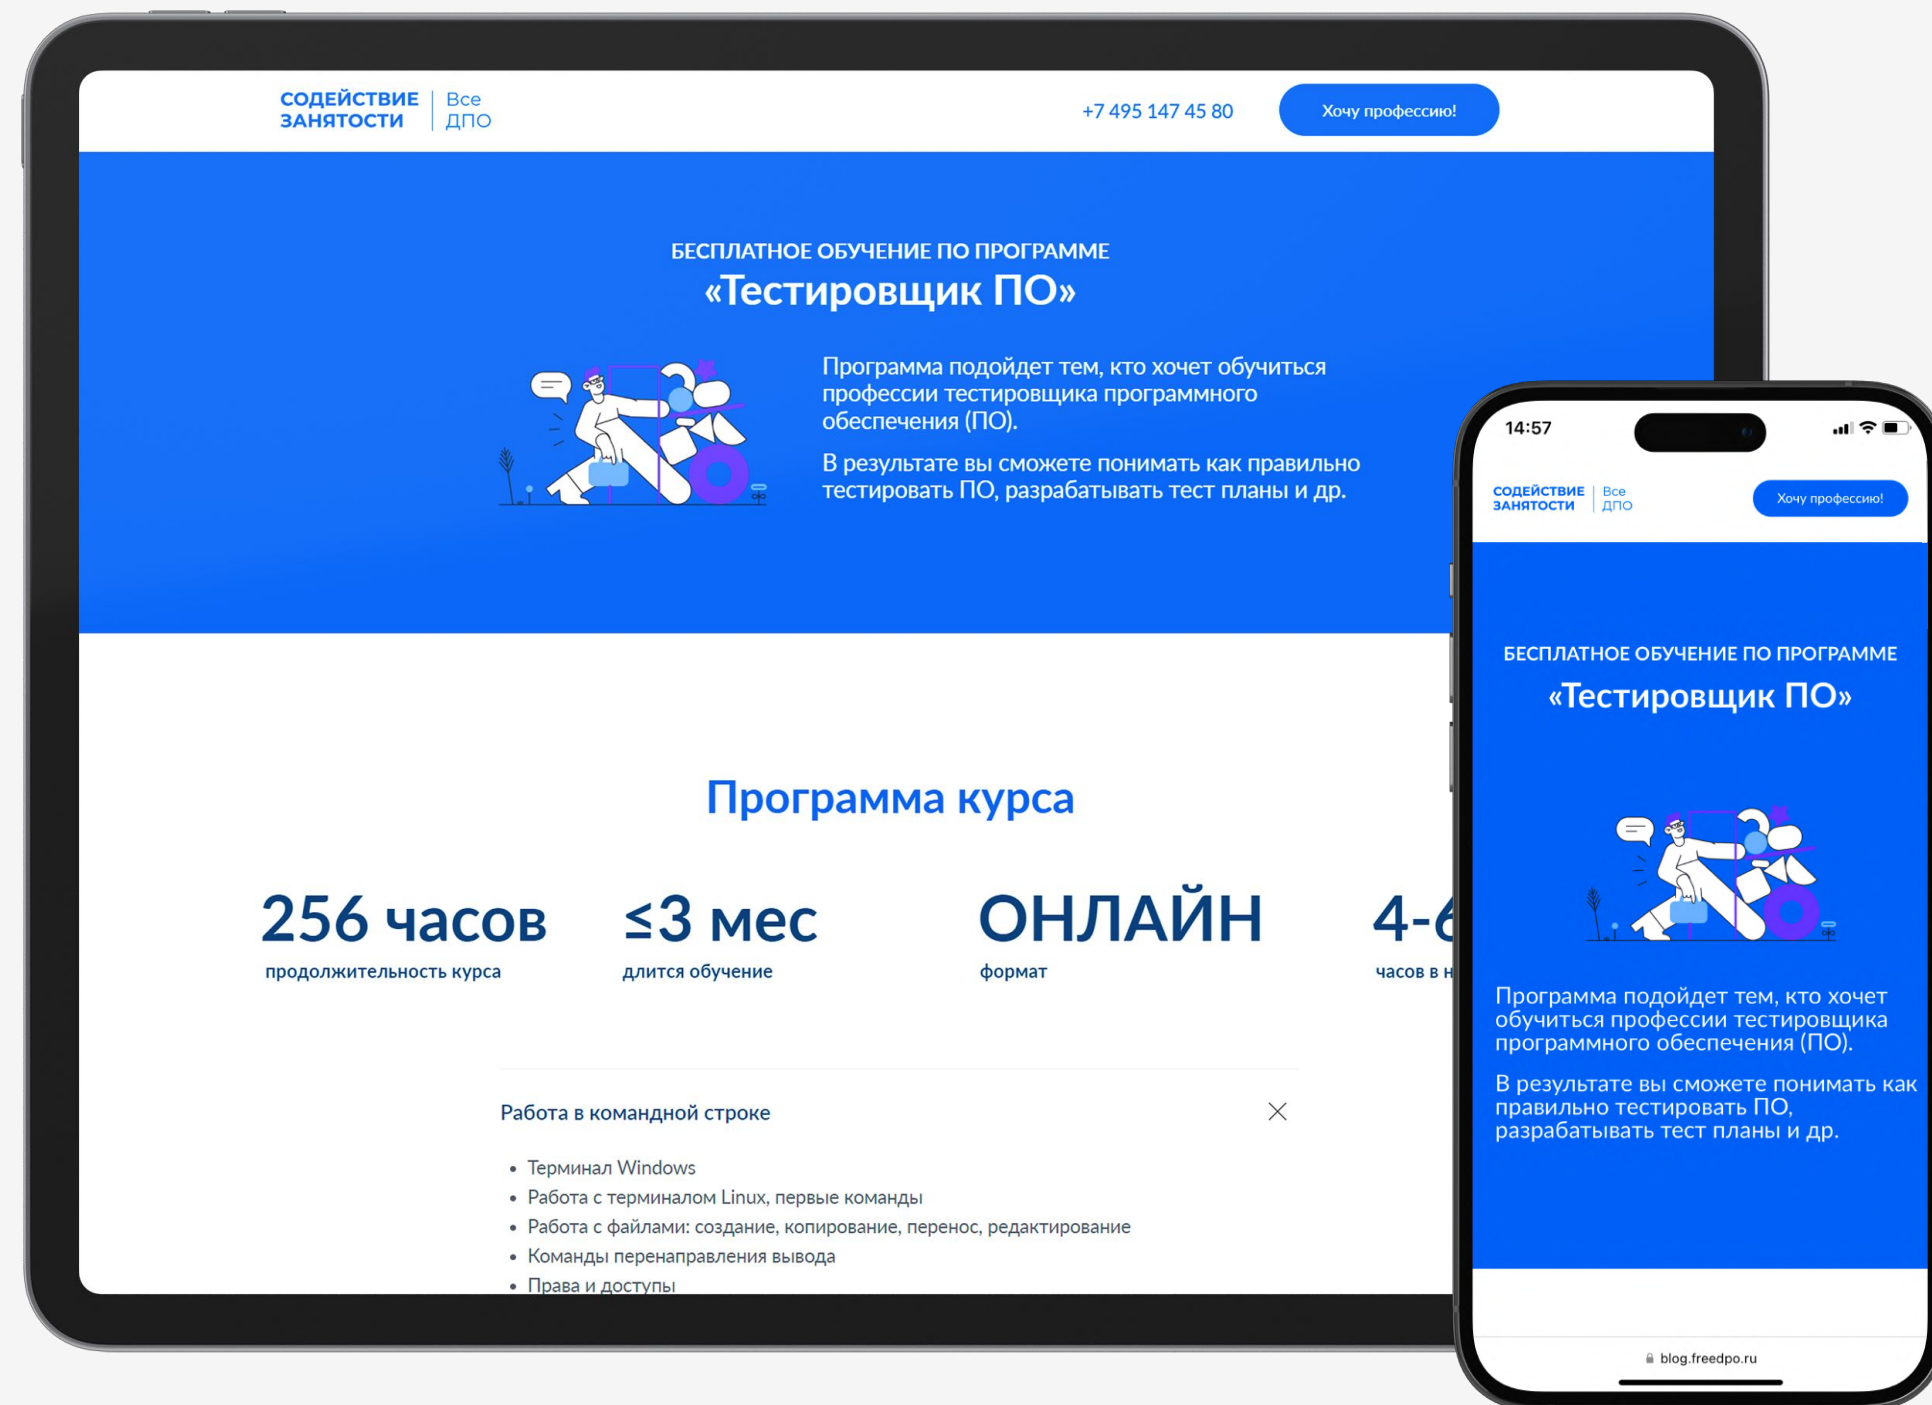 СОДЕЙСТВИЕ
ЗАНЯТОСТИ
Все
ДПО
+7 495 147 45 80
Хочу профессию!
БЕСПЛАТНОЕ ОБУЧЕНИЕ ПО ПРОГРАММЕ
«Тестировщик ПО»
Программа подойдет тем, кто хочет обучиться
профессии тестировщика программного
обеспечения (ПО).
В результате вы сможете понимать как правильно
тестировать ПО, разрабатывать тест планы и др.
Программа курса
256 часов
продолжительность курса
≤3 мес
длится обучение
ОНЛАЙН
формат
4-6
часов в
Работа в командной строке
• Терминал Windows
• Работа с терминалом Linux, первые команды
• Работа с файлами: создание, копирование, перенос, редактирование
• Команды перенаправления вывода
• Права и доступы
14:57
СОДЕЙСТВИЕ
ЗАНЯТОСТИ
Все
ДПО
Хочу профессию!
БЕСПЛАТНОЕ ОБУЧЕНИЕ ПО ПРОГРАММЕ
«Тестировщик ПО»
Программа подойдет тем, кто хочет
обучиться профессии тестировщика
программного обеспечения (ПО).
В результате вы сможете понимать как
правильно тестировать ПО,
разрабатывать тест планы и др.
blog.freedpo.ru